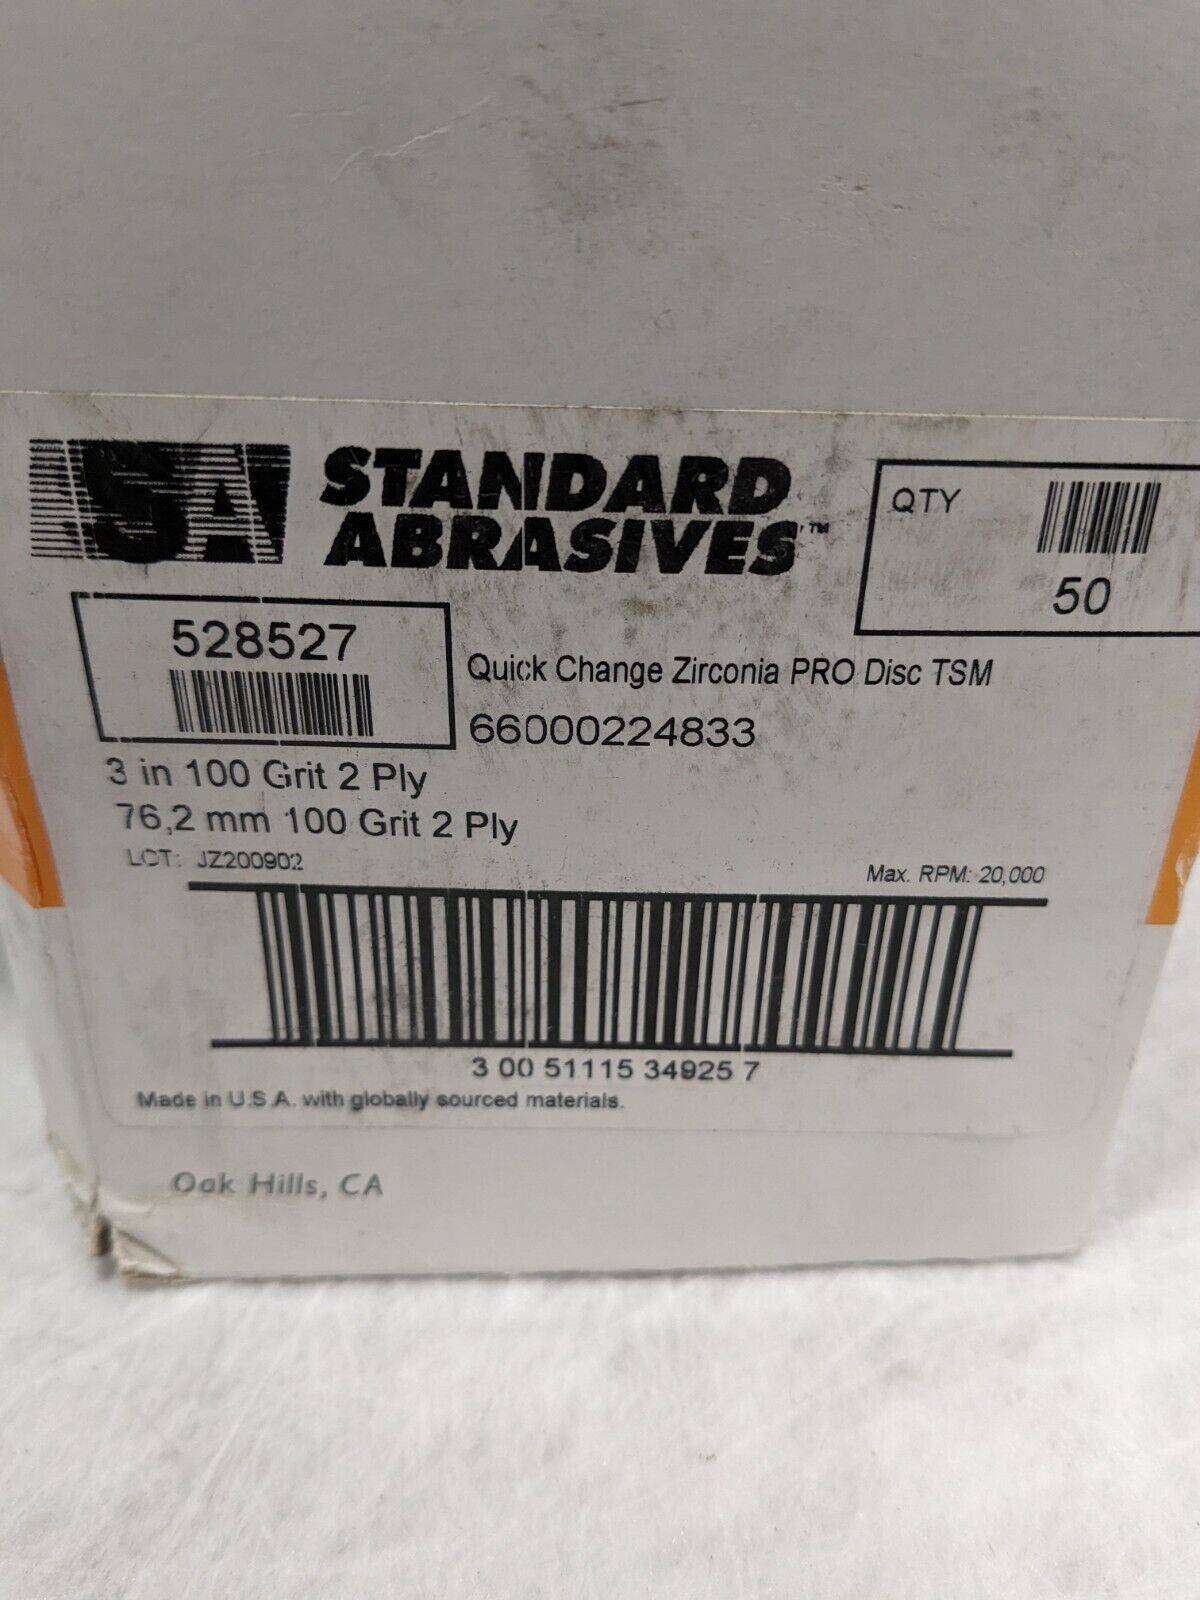 SA STANDARD
ABRASIVES™
QTY
50
528527
Quick Change Zirconia PRO Disc TSM
66000224833
3 in 100 Grit 2 Ply
76,2 mm 100 Grit 2 Ply
LOT: JZ200902
Max. RPM: 20,000
3 00 51115 34925 7
Made in U.S.A. with globally sourced materials.
Oak Hills, CA